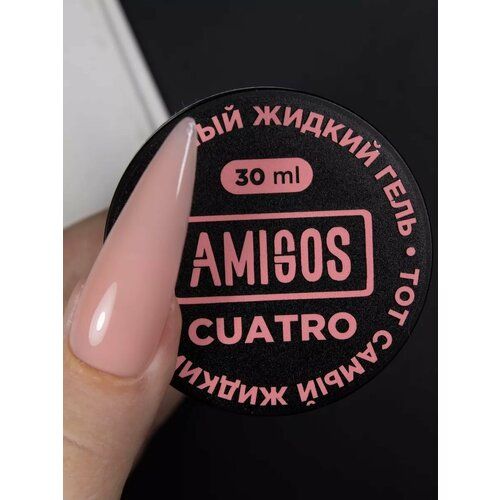 ЫЙ ЖИДКИЙ ГЕЛЬ • ТОТ САМЫЙ ЖИДКИЙ
30 ml
AMIGOS
CUATRO